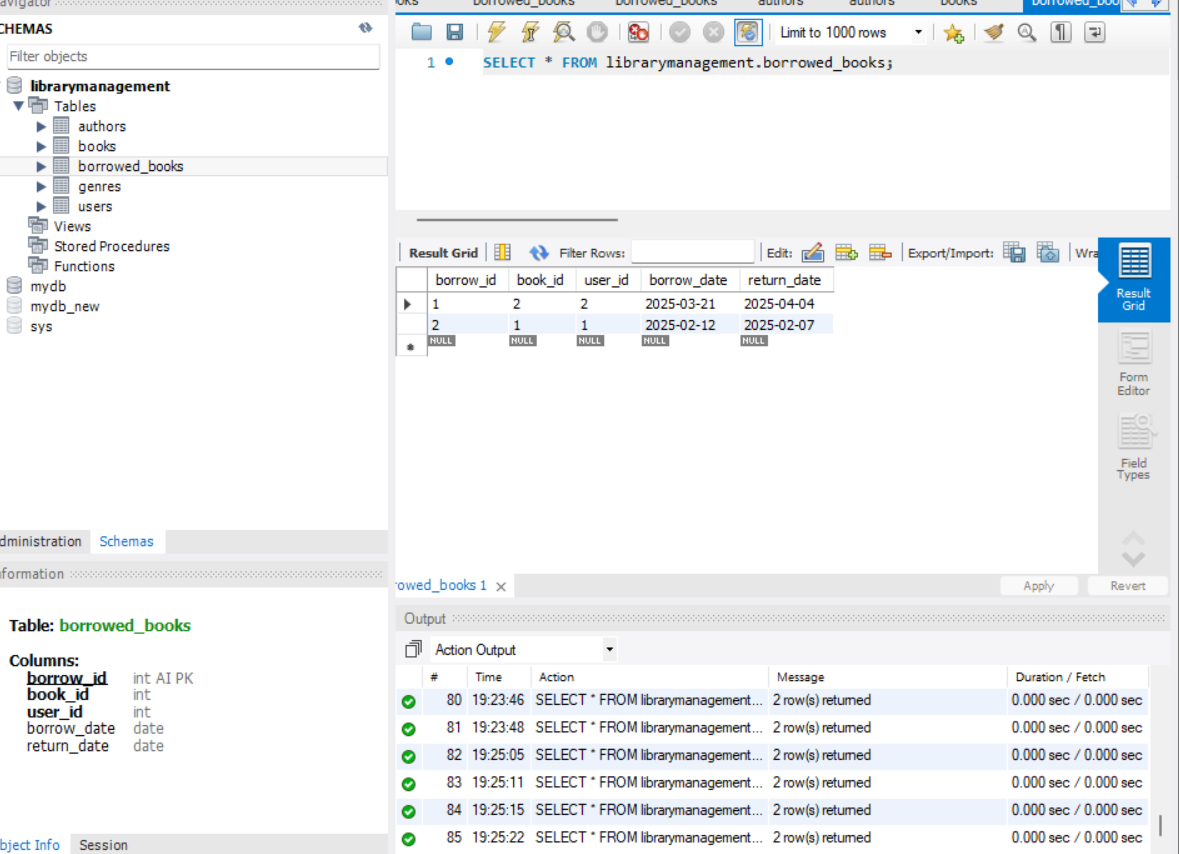 avigator
SCHEMAS
Filter objects
librarymanagement
Tables
authors
books
borrowed_books
genres
users
Views
Stored Procedures
Functions
mydb
mydb_new
sys
dministration Schemas
nformation
Table: borrowed_books
Columns:
borrow_id int AI PK
book_id int
user_id int
borrow_date date
return_date date
bject Info Session
oks borrowed_books borrowed_books authors authors books borrowed_boo
Limit to 1000 rows
1 SELECT * FROM librarymanagement.borrowed_books;
Result Grid Filter Rows: Edit: Export/Import: Wra
borrow_id book_id user_id borrow_date return_date
1 2 2 2025-03-21 2025-04-04
2 1 1 2025-02-12 2025-02-07
NULL NULL NULL NULL NULL
Result
Grid
Form
Editor
Field
Types
rowed_books 1
Apply Revert
Output
Action Output
# Time Action Message Duration / Fetch
80 19:23:46 SELECT * FROM librarymanagement... 2 row(s) returned 0.000 sec / 0.000 sec
81 19:23:48 SELECT * FROM librarymanagement... 2 row(s) returned 0.000 sec / 0.000 sec
82 19:25:05 SELECT * FROM librarymanagement... 2 row(s) returned 0.000 sec / 0.000 sec
83 19:25:11 SELECT * FROM librarymanagement... 2 row(s) returned 0.000 sec / 0.000 sec
84 19:25:15 SELECT * FROM librarymanagement... 2 row(s) returned 0.000 sec / 0.000 sec
85 19:25:22 SELECT * FROM librarymanagement... 2 row(s) returned 0.000 sec / 0.000 sec